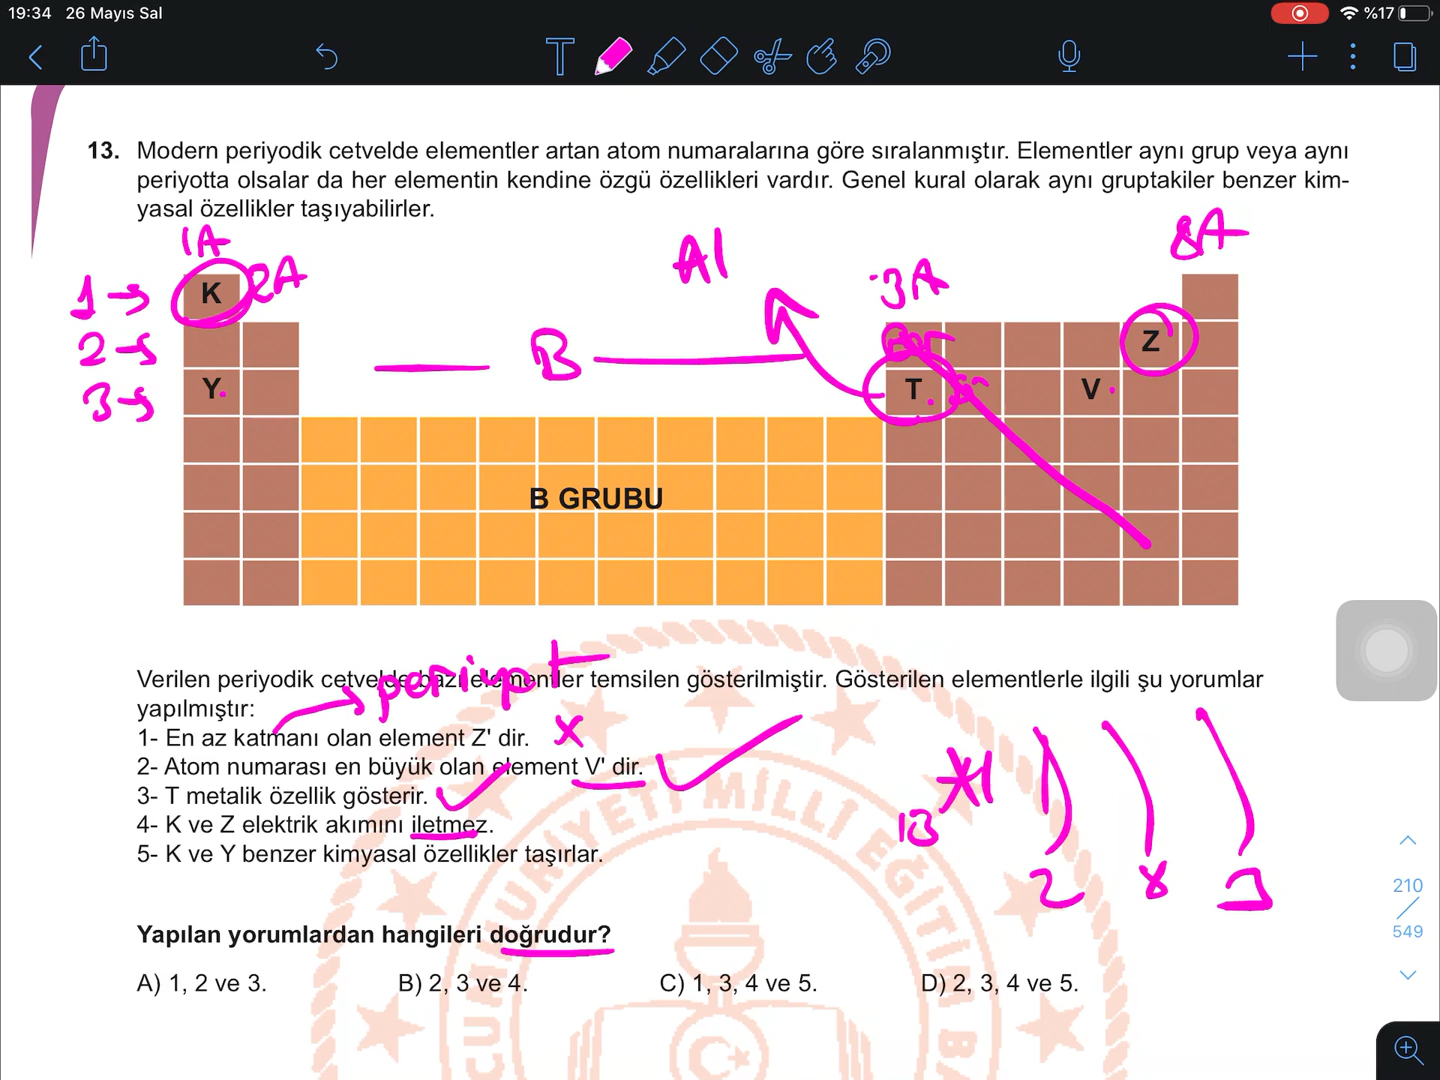 19:34 26 Mayıs Sal
%17
13. Modern periyodik cetvelde elementler artan atom numaralarına göre sıralanmıştır. Elementler aynı grup veya aynı
periyotta olsalar da her elementin kendine özgü özellikleri vardır. Genel kural olarak aynı gruptakiler benzer kim-
yasal özellikler taşıyabilirler.
1A
8A
Al
2A
3A
1→
K
2→
B
Z
3→
Y
T
V
B GRUBU
periyot
Verilen periyodik cetvelde bazı elementler temsilen gösterilmiştir. Gösterilen elementlerle ilgili şu yorumlar
yapılmıştır:
1- En az katmanı olan element Z' dir. x
2- Atom numarası en büyük olan element V' dir.
3- T metalik özellik gösterir.
4- K ve Z elektrik akımını iletmez.
5- K ve Y benzer kimyasal özellikler taşırlar.
13
2 8 3
210
549
Yapılan yorumlardan hangileri doğrudur?
A) 1, 2 ve 3. B) 2, 3 ve 4. C) 1, 3, 4 ve 5. D) 2, 3, 4 ve 5.